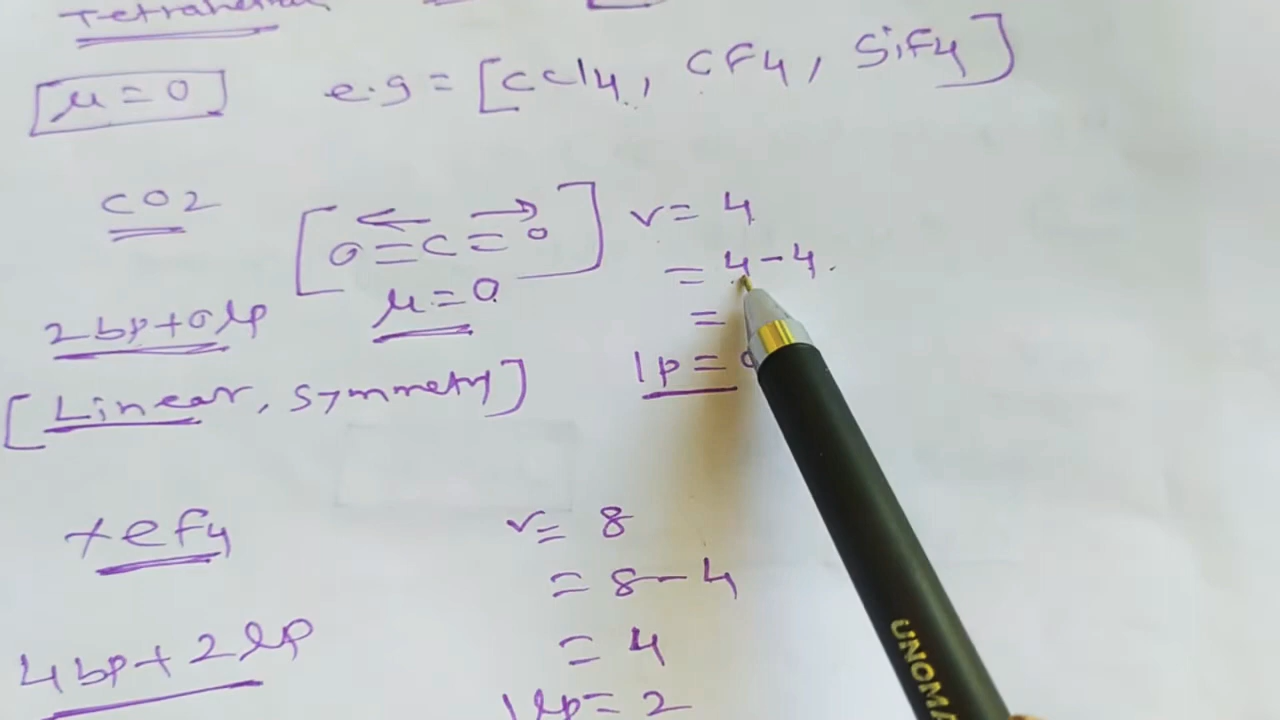 Tetrahedral
μ = 0 e.g = [CCl4, CF4, SiF4]
CO2 [O=C=O] v = 4
= 4-4.
μ = 0
2bp+0lp =
lp =
[Linear, Symmetry]
XeF4 v = 8
= 8-4
= 4
4bp+2lp
lp = 2
UNOMA